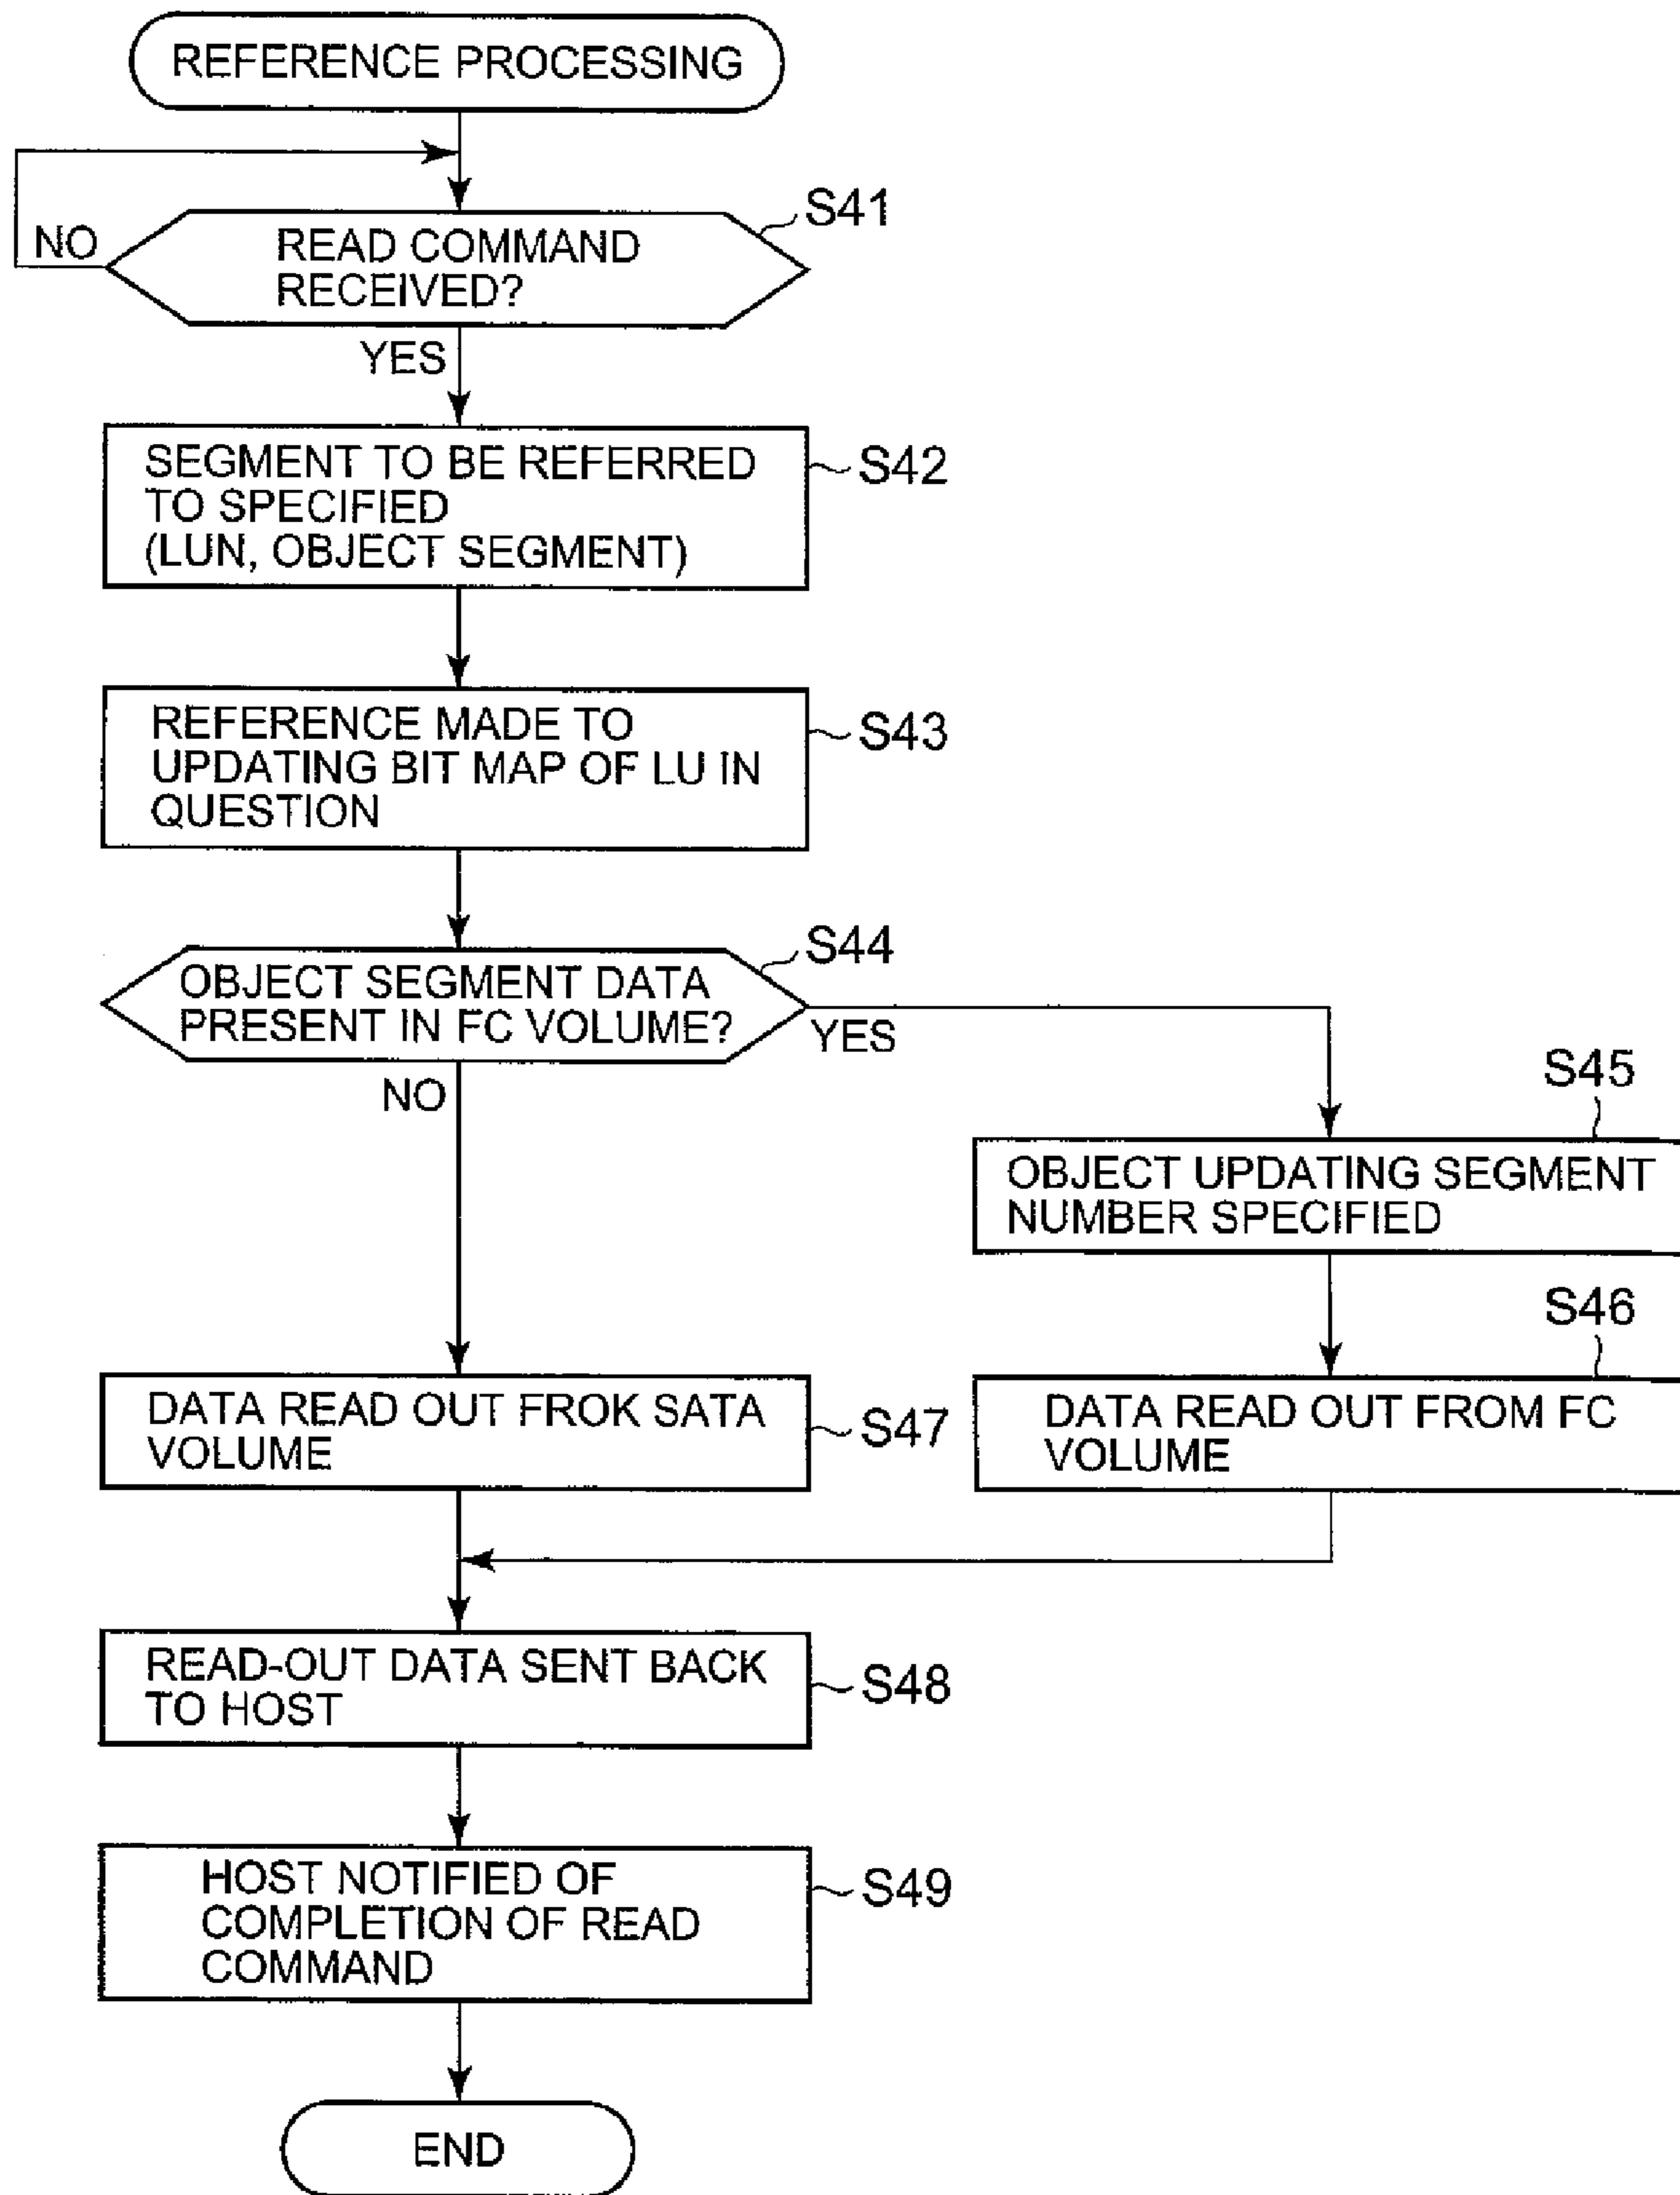 REFERENCE PROCESSING
S41
NO
READ COMMAND
RECEIVED?
YES
SEGMENT TO BE REFERRED
TO SPECIFIED
(LUN, OBJECT SEGMENT)
S42
REFERENCE MADE TO
UPDATING BIT MAP OF LU IN
QUESTION
S43
S44
OBJECT SEGMENT DATA
PRESENT IN FC VOLUME?
YES
NO
S45
OBJECT UPDATING SEGMENT
NUMBER SPECIFIED
S46
DATA READ OUT FROK SATA
VOLUME
S47
DATA READ OUT FROM FC
VOLUME
READ-OUT DATA SENT BACK
TO HOST
S48
HOST NOTIFIED OF
COMPLETION OF READ
COMMAND
S49
END